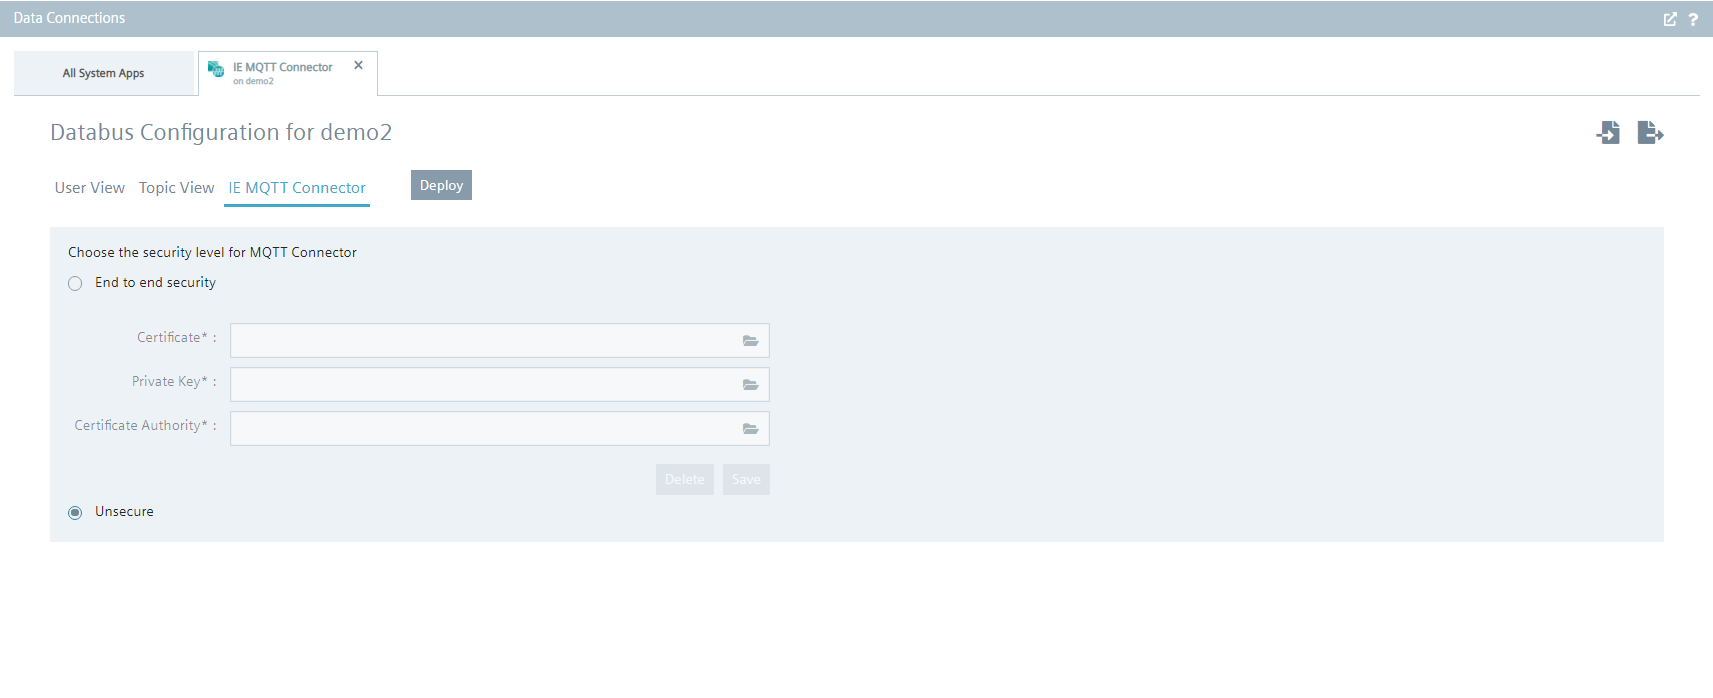 Data Connections
?
All System Apps
IE MQTT Connector
on demo2
Databus Configuration for demo2
User View Topic View IE MQTT Connector Deploy
Choose the security level for MQTT Connector
End to end security
Certificate* :
Private Key* :
Certificate Authority* :
Delete Save
Unsecure